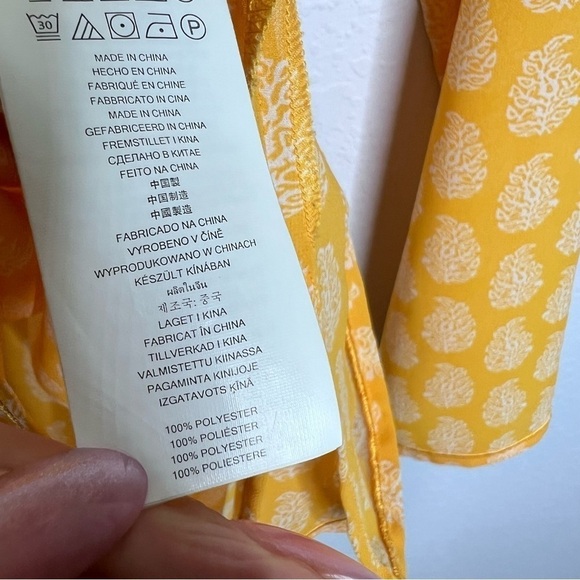 30
MADE IN CHINA
HECHO EN CHINA
FABRIQUÉ EN CHINE
FABBRICATO IN CINA
MADE IN CHINA
GEFABRICEERD IN CHINA
FREMSTILLET I KINA
СДЕЛАНО В КИТАЕ
FEITO NA CHINA
中国製
中国制造
中國製造
FABRICADO NA CHINA
VYROBENO V ČÍNĚ
WYPRODUKOWANO W CHINACH
KÉSZÜLT KÍNÁBAN
ผลิตในจีน
제조국: 중국
LAGET I KINA
FABRICAT ÎN CHINA
TILLVERKAD I KINA
VALMISTETTU KIINASSA
PAGAMINTA KINIJOJE
IZGATAVOTS ĶĪNĀ
100% POLYESTER
100% POLIÉSTER
100% POLYESTER
100% POLIESTERE